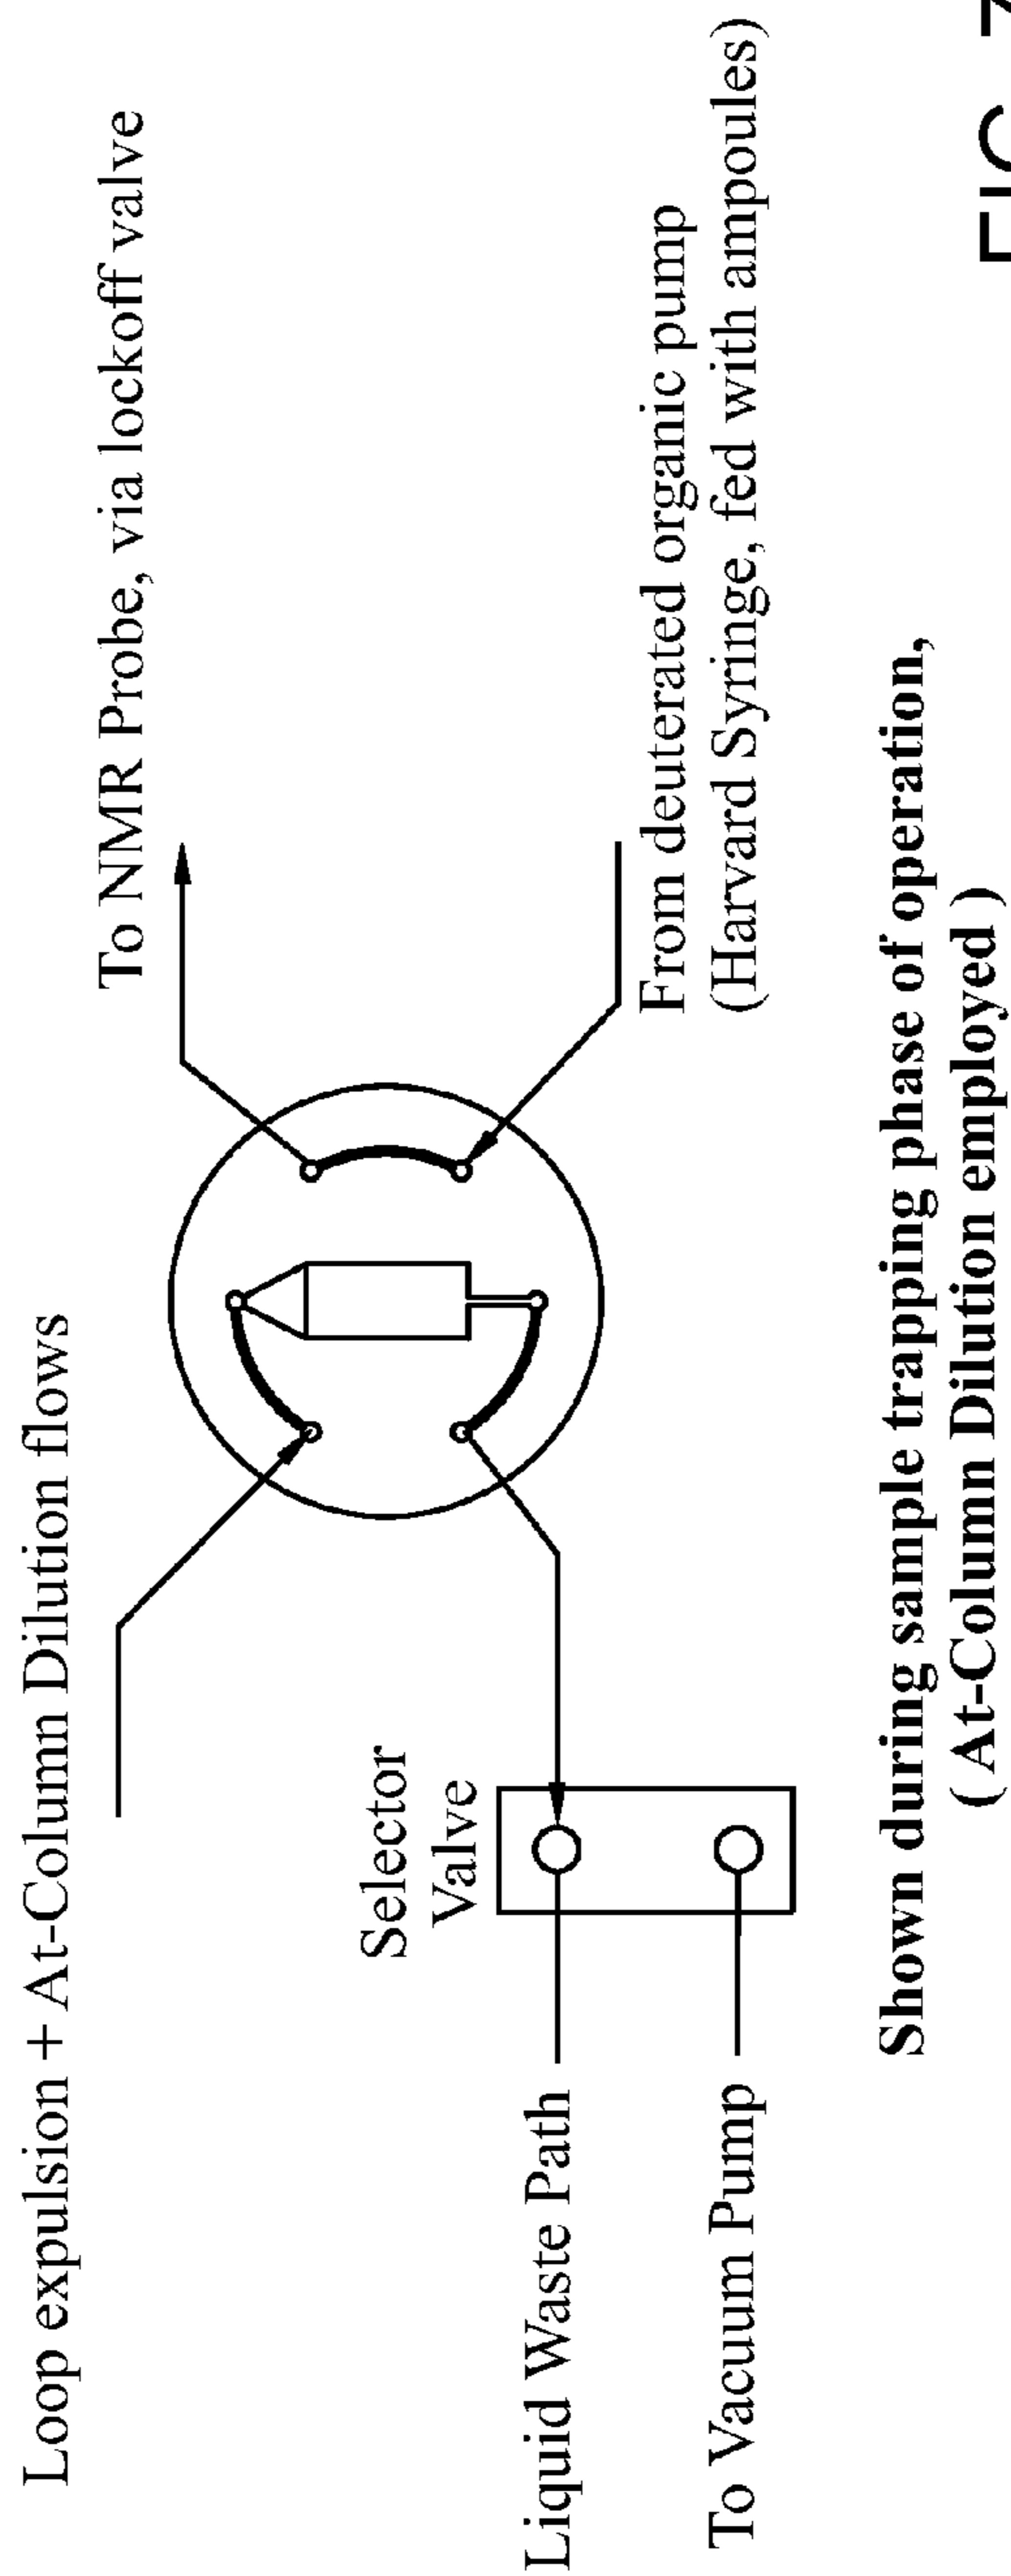 Loop expulsion + At-Column Dilution flows
To NMR Probe, via lockoff valve
Selector
Valve
Liquid Waste Path
To Vacuum Pump
From deuterated organic pump
(Harvard Syringe, fed with ampoules)
Shown during sample trapping phase of operation,
( At-Column Dilution employed )